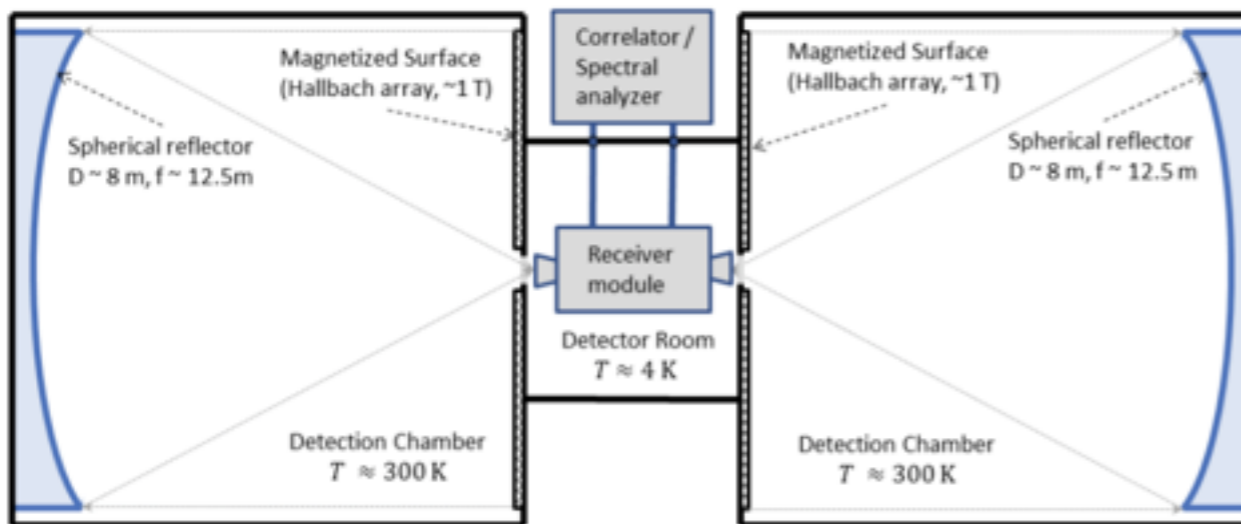 Correlator /
Spectral
analyzer
Magnetized Surface
(Hallbach array, ~1 T)
Magnetized Surface
(Hallbach array, ~1 T)
Spherical reflector
D ~ 8 m, f ~ 12.5m
Spherical reflector
D ~ 8 m, f ~ 12.5 m
Receiver
module
Detector Room
T ≈ 4 K
Detection Chamber
T ≈ 300 K
Detection Chamber
T ≈ 300 K